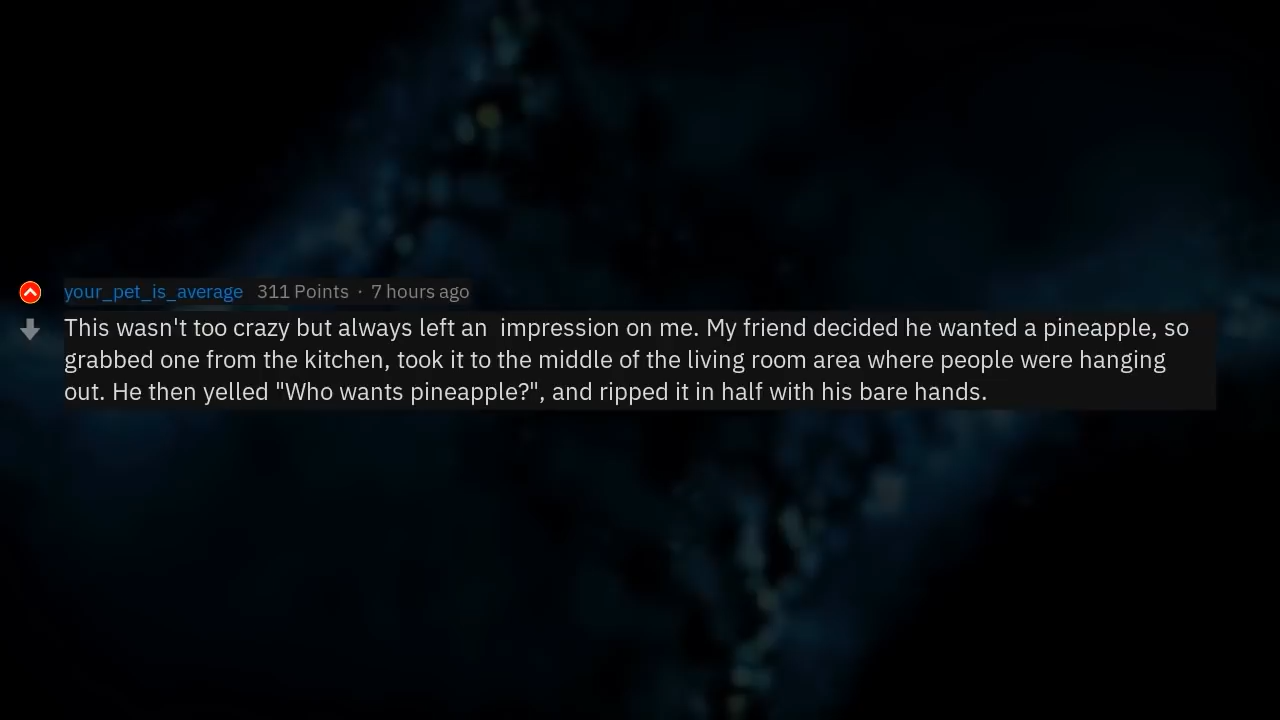 your_pet_is_average 311 Points · 7 hours ago
This wasn't too crazy but always left an  impression on me. My friend decided he wanted a pineapple, so
grabbed one from the kitchen, took it to the middle of the living room area where people were hanging
out. He then yelled "Who wants pineapple?", and ripped it in half with his bare hands.